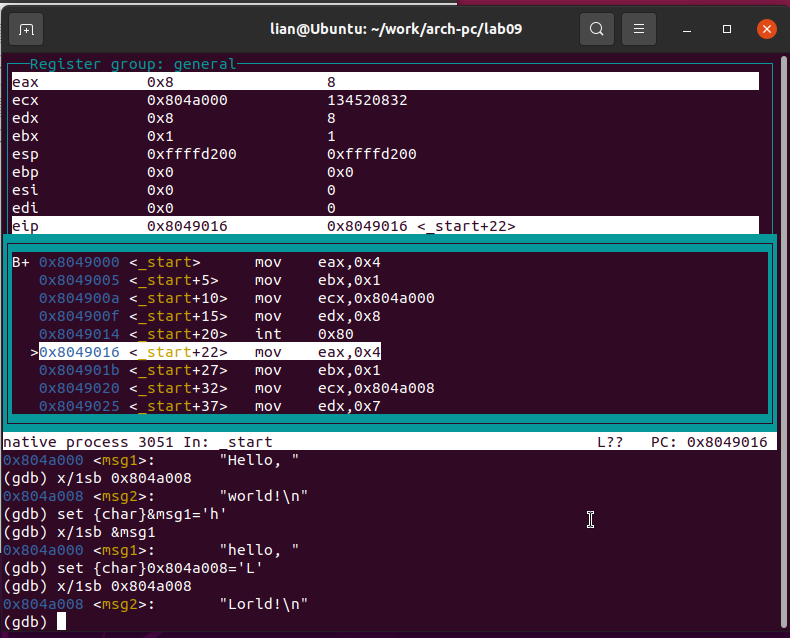 lian@Ubuntu: ~/work/arch-pc/lab09
Register group: general
eax 0x8 8
ecx 0x804a000 134520832
edx 0x8 8
ebx 0x1 1
esp 0xffffd200 0xffffd200
ebp 0x0 0x0
esi 0x0 0
edi 0x0 0
eip 0x8049016 0x8049016 <_start+22>
B+ 0x8049000 <_start> mov eax,0x4
0x8049005 <_start+5> mov ebx,0x1
0x804900a <_start+10> mov ecx,0x804a000
0x804900f <_start+15> mov edx,0x8
0x8049014 <_start+20> int 0x80
>0x8049016 <_start+22> mov eax,0x4
0x804901b <_start+27> mov ebx,0x1
0x8049020 <_start+32> mov ecx,0x804a008
0x8049025 <_start+37> mov edx,0x7
native process 3051 In: _start L?? PC: 0x8049016
0x804a000 <msg1>: "Hello, "
(gdb) x/1sb 0x804a008
0x804a008 <msg2>: "world!\n"
(gdb) set {char}&msg1='h'
(gdb) x/1sb &msg1
0x804a000 <msg1>: "hello, "
(gdb) set {char}0x804a008='L'
(gdb) x/1sb 0x804a008
0x804a008 <msg2>: "Lorld!\n"
(gdb)